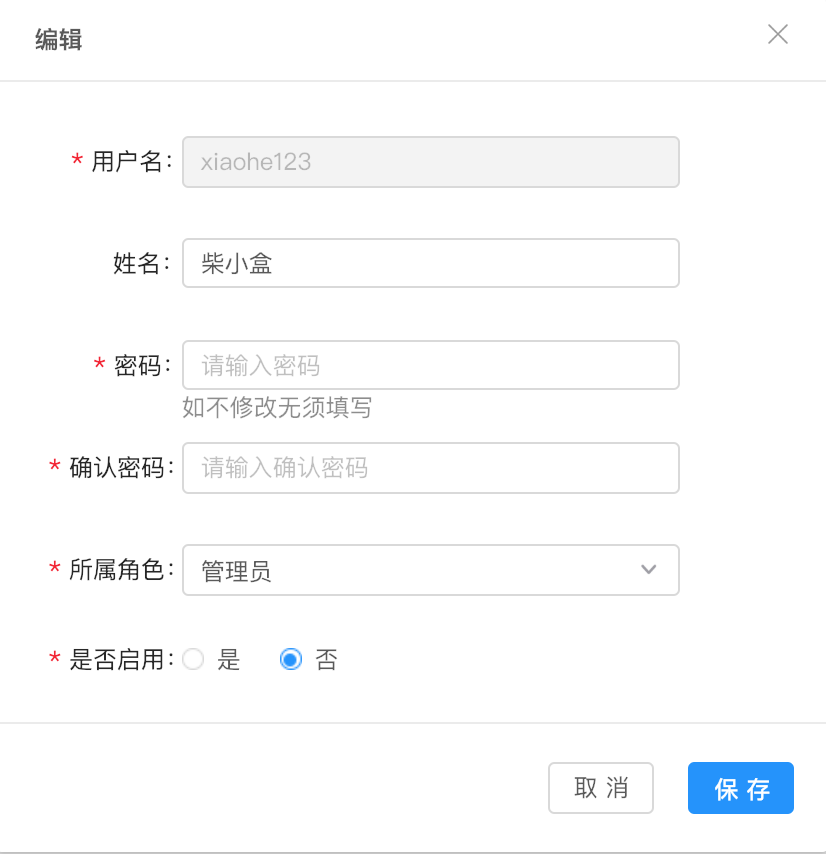 编辑
* 用户名: xiaohe123
姓名: 柴小盒
* 密码: 请输入密码
如不修改无须填写
* 确认密码: 请输入确认密码
* 所属角色: 管理员
* 是否启用: 是 否
取 消 保 存